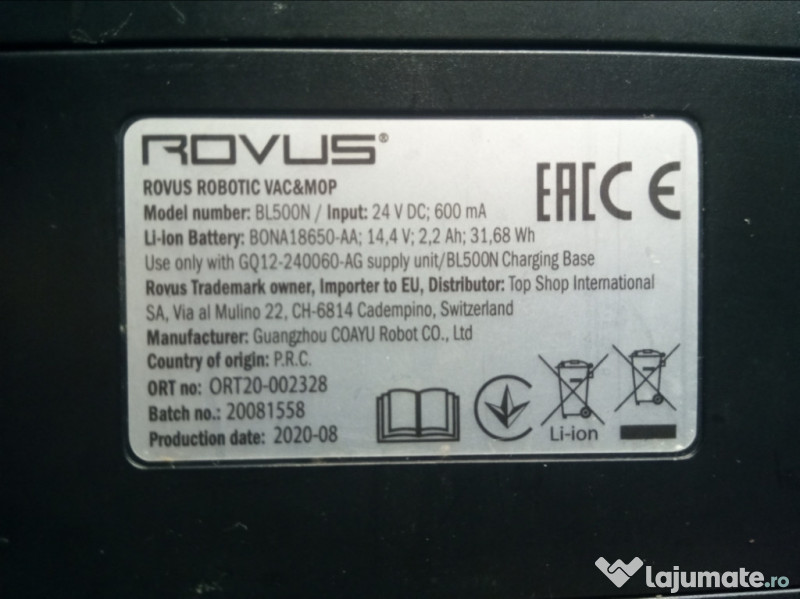 ROVUS®
ROVUS ROBOTIC VAC&MOP
Model number: BL500N / Input: 24 V DC; 600 mA
Li-Ion Battery: BONA18650-AA; 14,4 V; 2,2 Ah; 31,68 Wh
Use only with GQ12-240060-AG supply unit/BL500N Charging Base
Rovus Trademark owner, Importer to EU, Distributor: Top Shop International
SA, Via al Mulino 22, CH-6814 Cadempino, Switzerland
Manufacturer: Guangzhou COAYU Robot CO., Ltd
Country of origin: P.R.C.
ORT no: ORT20-002328
Batch no.: 20081558
Production date: 2020-08
EAC CE
Li-ion
lajumate.ro